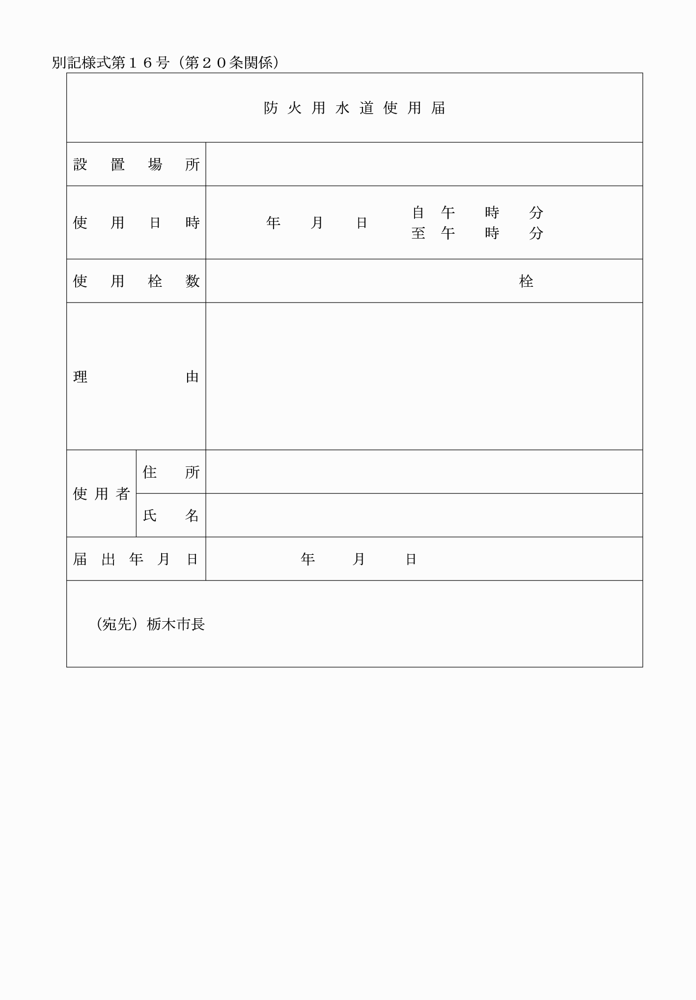 別記様式第１６号（第２０条関係）
防火用水道使用届
設置場所
使用日時　年　月　日　自　午　時　分
至　午　時　分
使用栓数　栓
理由
使用者
住所
氏名
届出年月日　年　月　日
（宛先）栃木市長